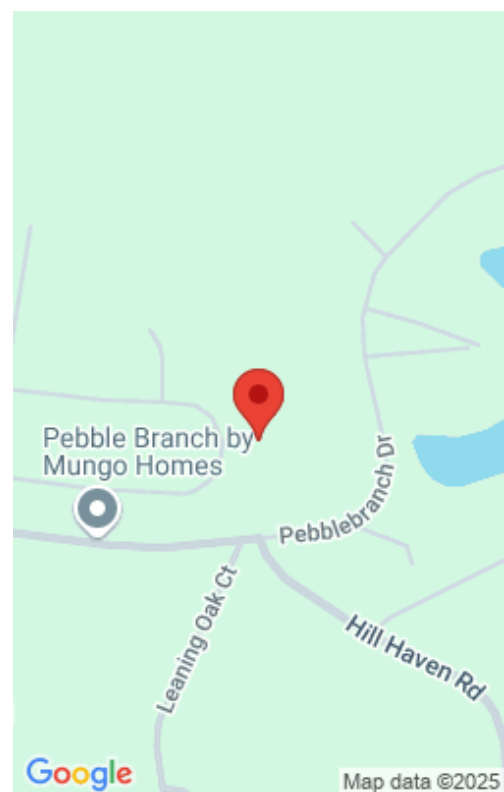 Pebble Branch by
Mungo Homes
Pebblebranch Dr
Leaning Oak Ct
Hill Haven Rd
Google
Map data ©2025